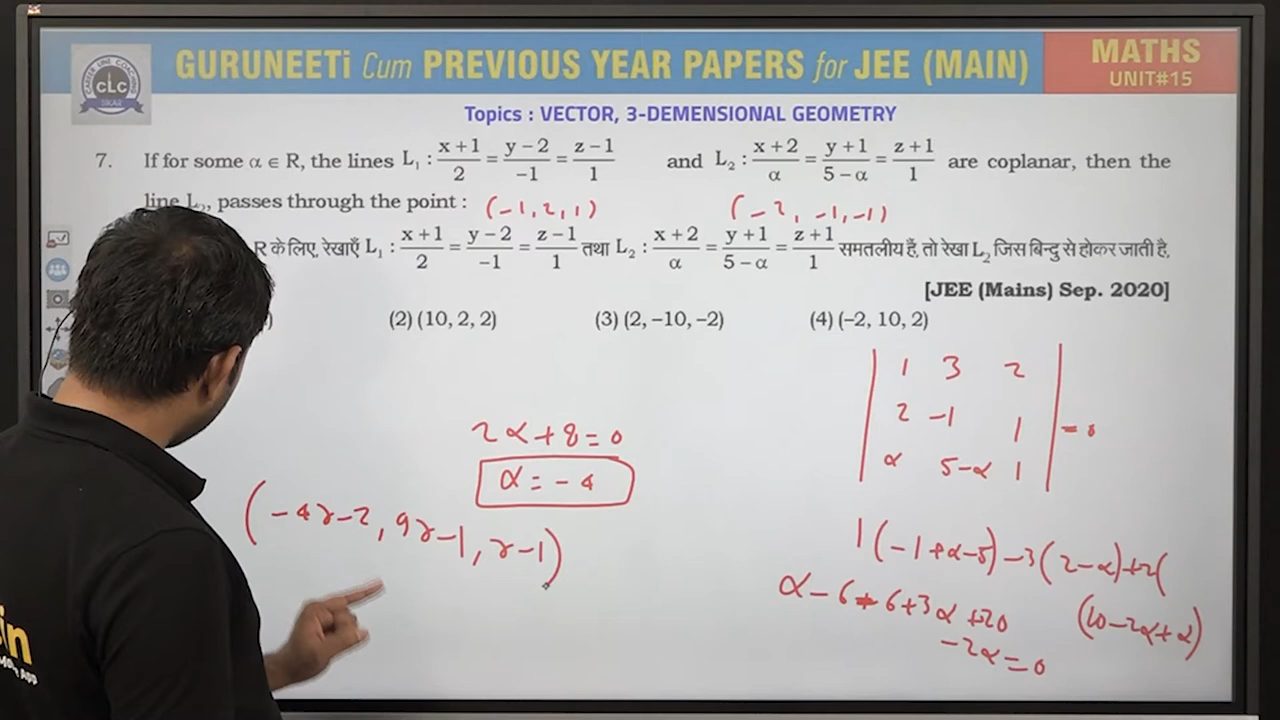 GURUNEETi Cum PREVIOUS YEAR PAPERS for JEE (MAIN)
MATHS
UNIT#15
CLC
SIKAR
Topics : VECTOR, 3-DEMENSIONAL GEOMETRY
7. If for some α ∈ R, the lines L₁ : (x + 1)/2 = (y − 2)/−1 = (z − 1)/1 and L₂ : (x + 2)/α = (y + 1)/(5 − α) = (z + 1)/1 are coplanar, then the
line L₂, passes through the point : (-1, 2, 1) (-2, -1, -1)
R के लिए, रेखाएँ L₁ : (x + 1)/2 = (y − 2)/−1 = (z − 1)/1 तथा L₂ : (x + 2)/α = (y + 1)/(5 − α) = (z + 1)/1 समतलीय हैं, तो रेखा L₂ जिस बिन्दु से होकर जाती है,
[JEE (Mains) Sep. 2020]
(2) (10, 2, 2) (3) (2, –10, –2) (4) (–2, 10, 2)
| 1 3 2 |
| 2 -1 1 | = 0
| α 5-α 1 |
2α + 8 = 0
α = -4
(-4r-2, 9r-1, r-1)
1(-1+α-5) -3(2-α) +2(
(10-2α+α)
α-6-6+3α+20
-2α=0
in